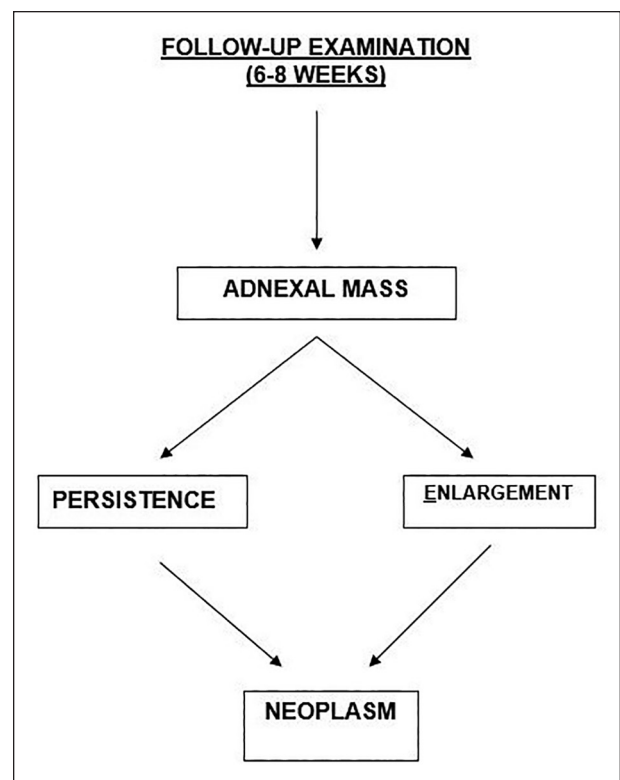 FOLLOW-UP EXAMINATION
(6-8 WEEKS)
ADNEXAL MASS
PERSISTENCE
ENLARGEMENT
NEOPLASM